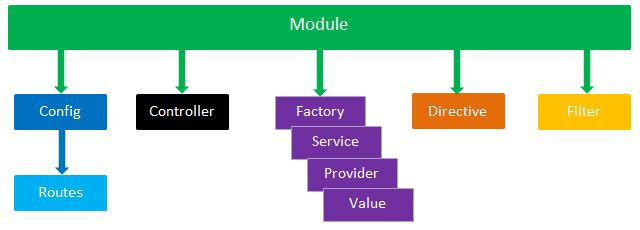 Module
Config
Controller
Factory
Directive
Filter
Service
Provider
Routes
Value